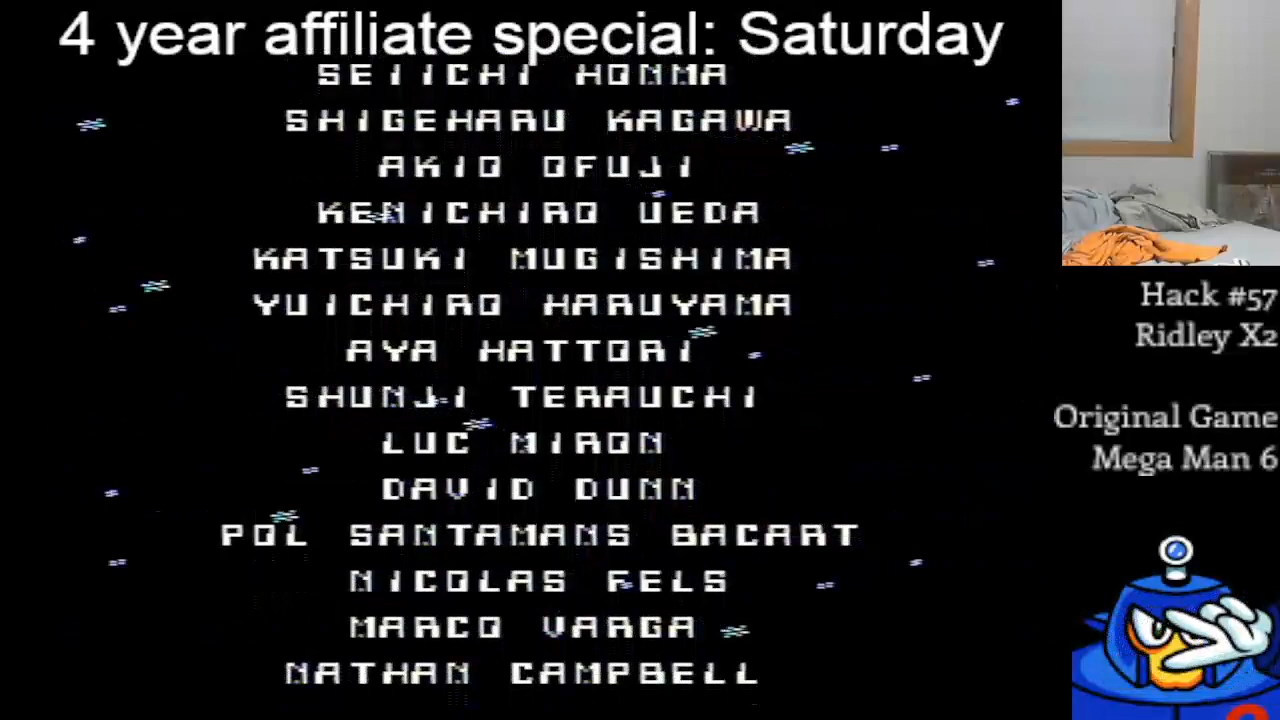 4 year affiliate special: Saturday
SEIICHI HONMA
SHIGEHARU KAGAWA
AKIO OFUJI
KENICHIRO UEDA
KATSUKI MUGISHIMA
YUICHIRO HARUYAMA
AYA HATTORI
SHUNJI TERAUCHI
LUC MIRON
DAVID DUNN
POL SANTAMANS BACART
NICOLAS FELS
MARCO VARGA
NATHAN CAMPBELL
Hack #57
Ridley X2
Original Game
Mega Man 6